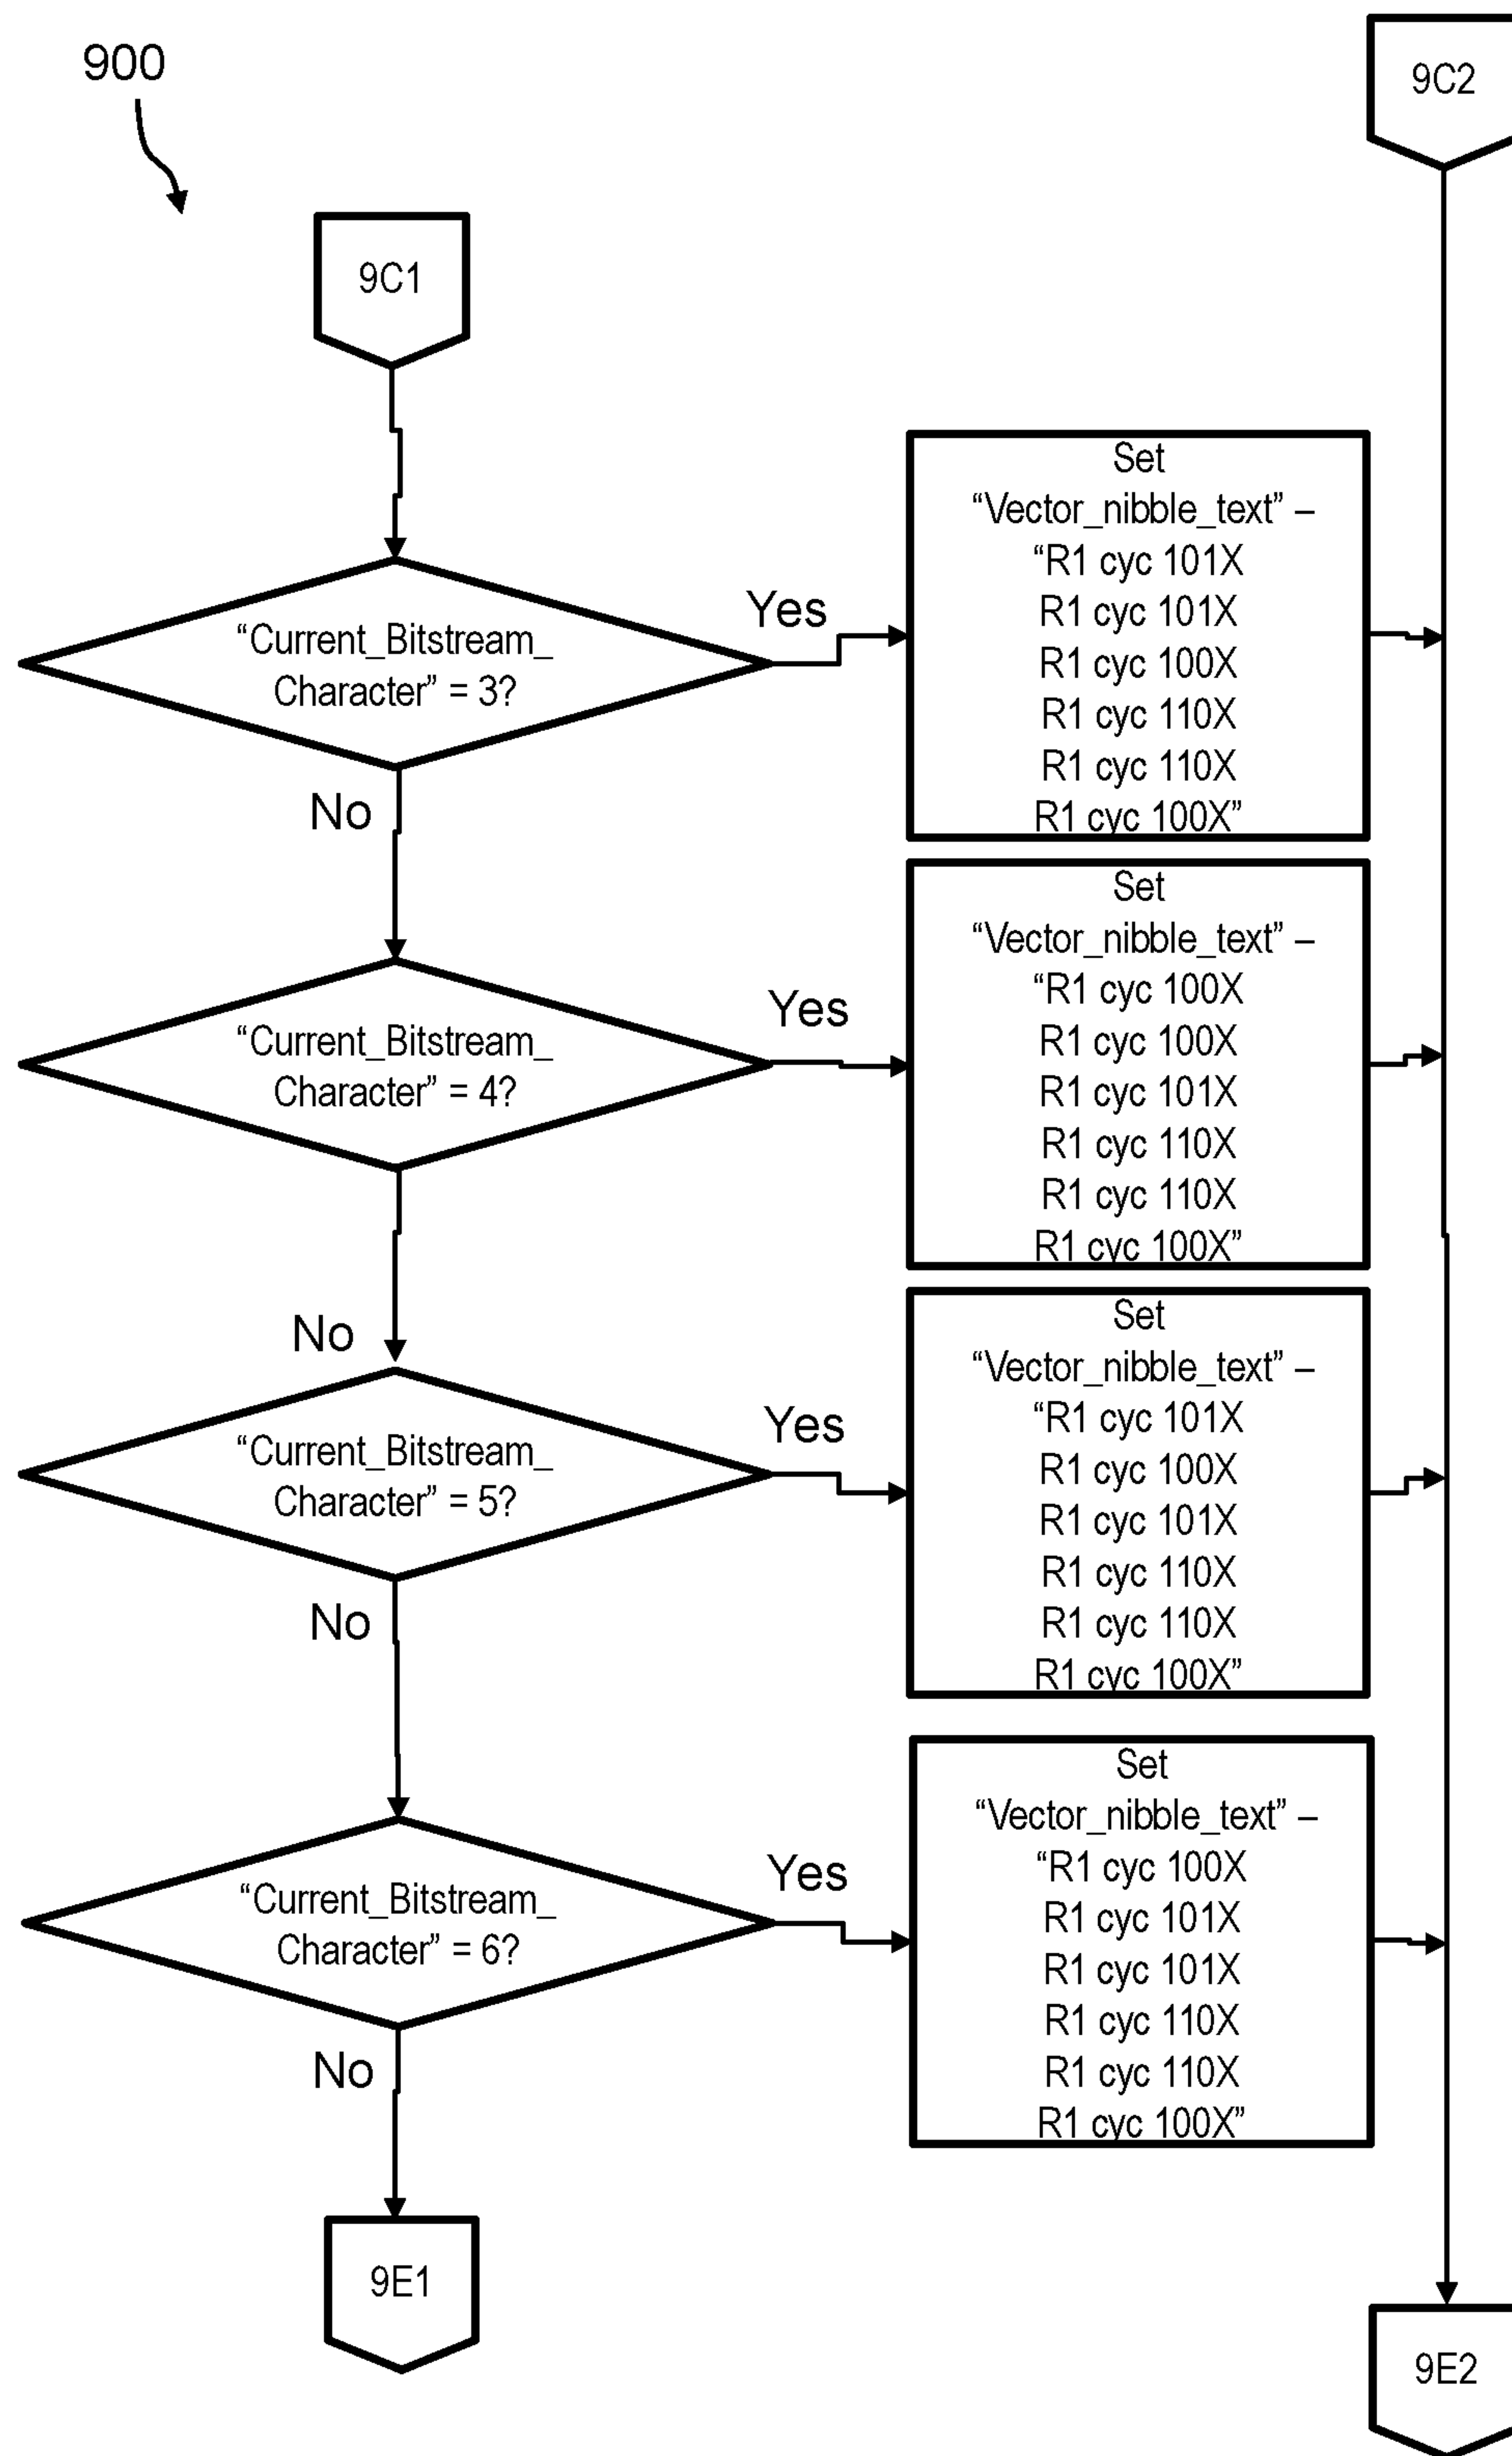 900
9C2
9C1
“Current_Bitstream_
Character” = 3?
Yes
No
Set
“Vector_nibble_text” –
“R1 cyc 101X
R1 cyc 101X
R1 cyc 100X
R1 cyc 110X
R1 cyc 110X
R1 cyc 100X”
“Current_Bitstream_
Character” = 4?
Yes
No
Set
“Vector_nibble_text” –
“R1 cyc 100X
R1 cyc 100X
R1 cyc 101X
R1 cyc 110X
R1 cyc 110X
R1 cyc 100X”
“Current_Bitstream_
Character” = 5?
Yes
No
Set
“Vector_nibble_text” –
“R1 cyc 101X
R1 cyc 100X
R1 cyc 101X
R1 cyc 110X
R1 cyc 110X
R1 cyc 100X”
“Current_Bitstream_
Character” = 6?
Yes
No
Set
“Vector_nibble_text” –
“R1 cyc 100X
R1 cyc 101X
R1 cyc 101X
R1 cyc 110X
R1 cyc 110X
R1 cyc 100X”
9E1
9E2